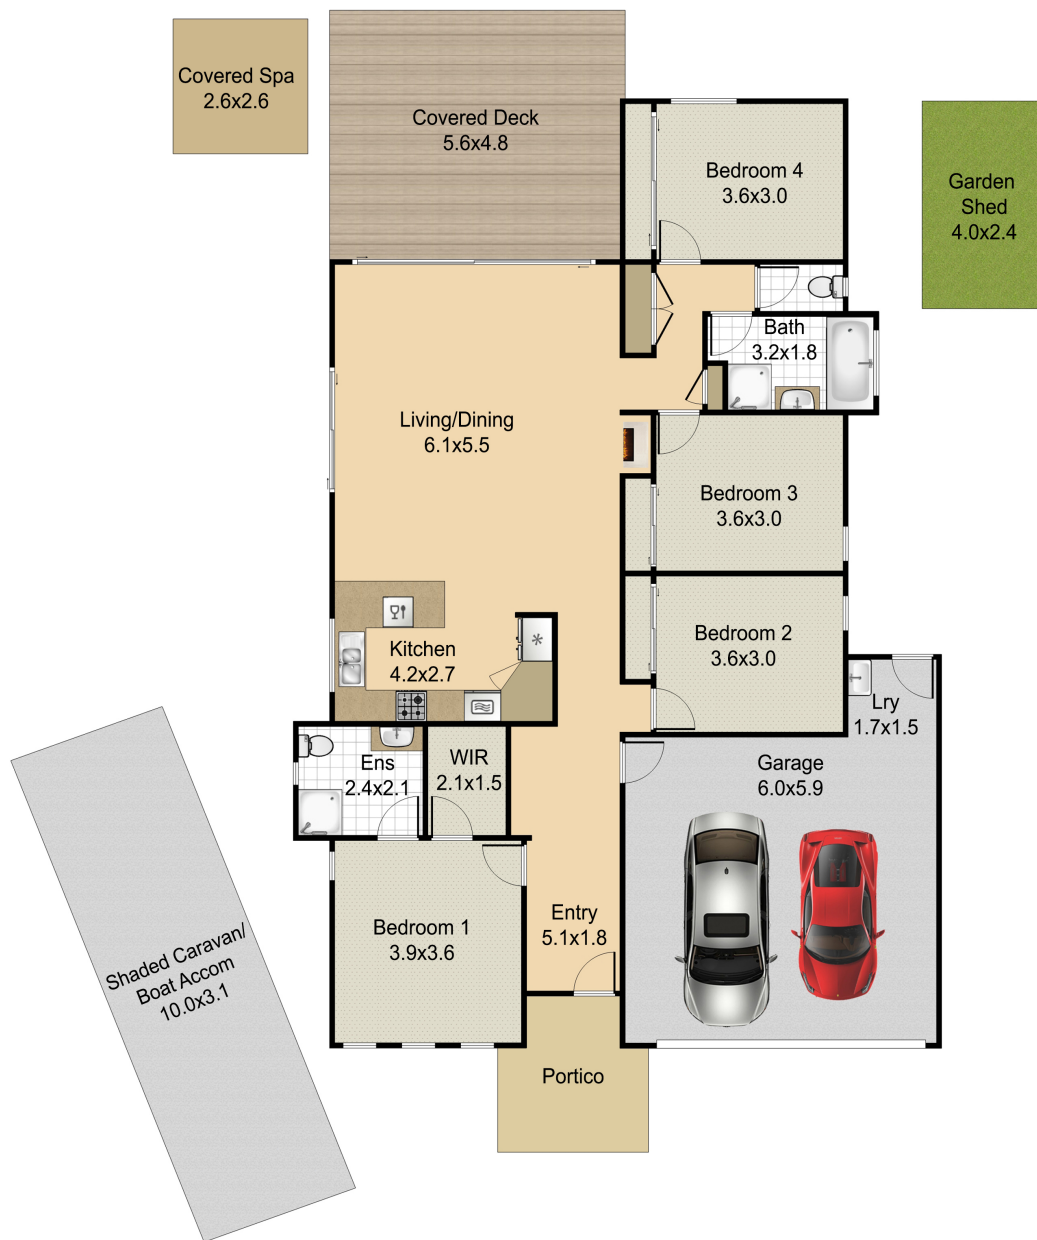 Covered Spa
2.6x2.6
Covered Deck
5.6x4.8
Bedroom 4
3.6x3.0
Garden
Shed
4.0x2.4
Bath
3.2x1.8
Living/Dining
6.1x5.5
Bedroom 3
3.6x3.0
Kitchen
4.2x2.7
Bedroom 2
3.6x3.0
Lry
1.7x1.5
Ens
2.4x2.1
WIR
2.1x1.5
Garage
6.0x5.9
Bedroom 1
3.9x3.6
Entry
5.1x1.8
Shaded Caravan/
Boat Accom
10.0x3.1
Portico